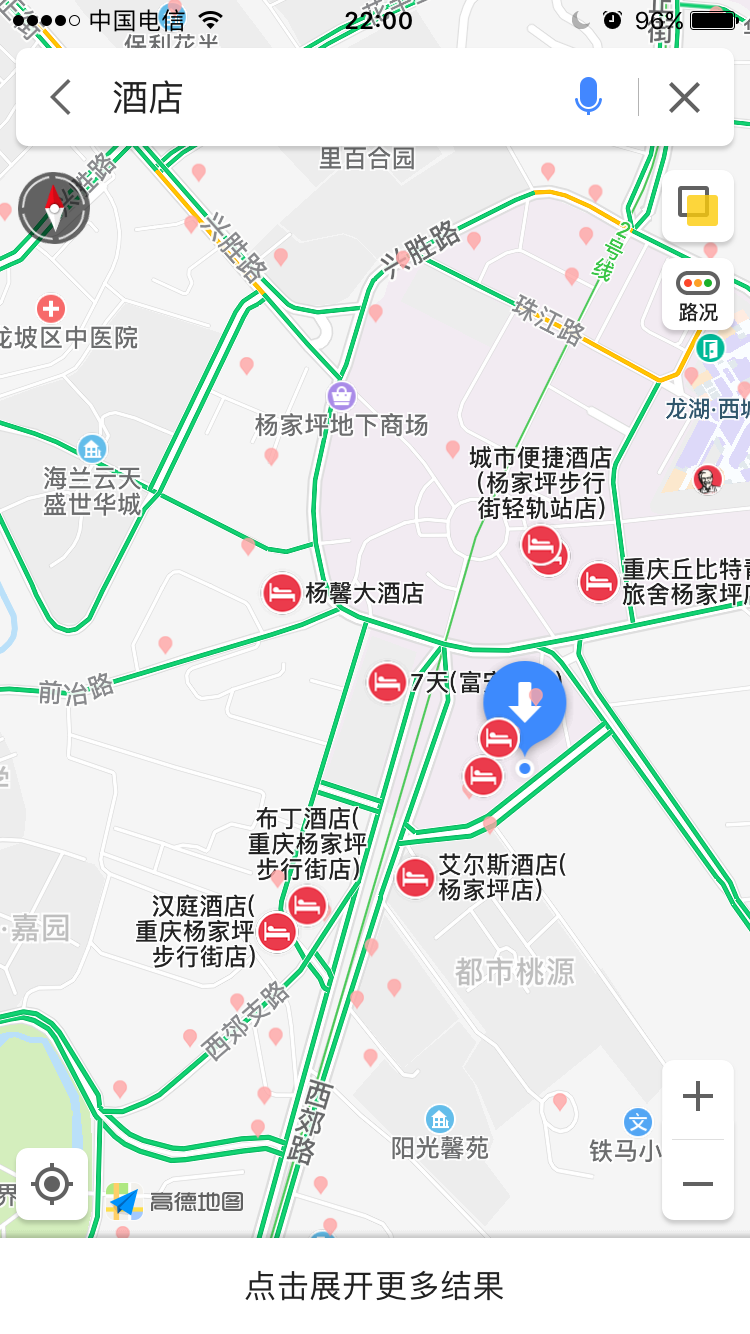 中国电信
22:00
96%
保利花半
酒店
里百合园
兴胜路
兴胜路
兴胜路
2号线
珠江路
路况
龙坡区中医院
龙湖·西城
杨家坪地下商场
海兰云天
盛世华城
城市便捷酒店
(杨家坪步行
街轻轨站店)
杨馨大酒店
重庆丘比特青
旅舍杨家坪店
前冶路
7天(富安
学
布丁酒店(
重庆杨家坪
步行街店)
艾尔斯酒店(
杨家坪店)
汉庭酒店(
重庆杨家坪
步行街店)
·嘉园
都市桃源
西郊支路
西郊路
阳光馨苑
文
铁马小
界
高德地图
点击展开更多结果